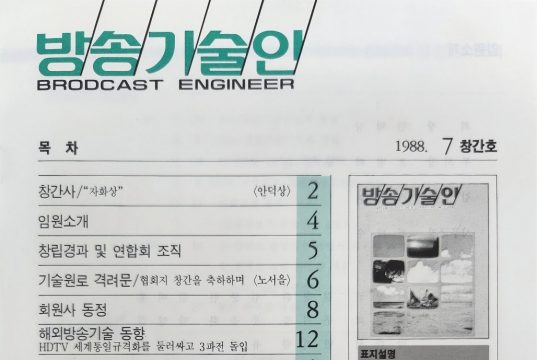 방송기술인
BRODCAST ENGINEER
목 차
1988. 7 창간호
창간사/“자화상” 〈안덕상〉 2
임원소개 4
창립경과 및 연합회 조직 5
기술원로 격려문/협회지 창간을 축하하며 〈노서을〉 6
회원사 동정 8
해외방송기술 동향 12
HDTV 세계통일규격화를 둘러싸고 3파전 돌입
방송기술인
표지설명